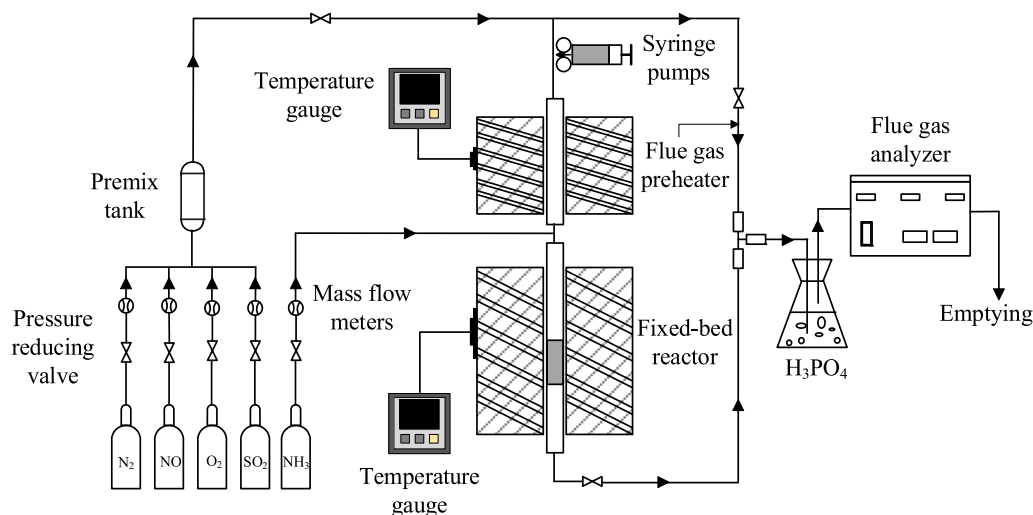 Syringe
pumps
Temperature
gauge
Flue gas
preheater
Flue gas
analyzer
Premix
tank
Mass flow
meters
Pressure
reducing
valve
Fixed-bed
reactor
Emptying
H₃PO₄
N₂
NO
O₂
SO₂
NH₃
Temperature
gauge